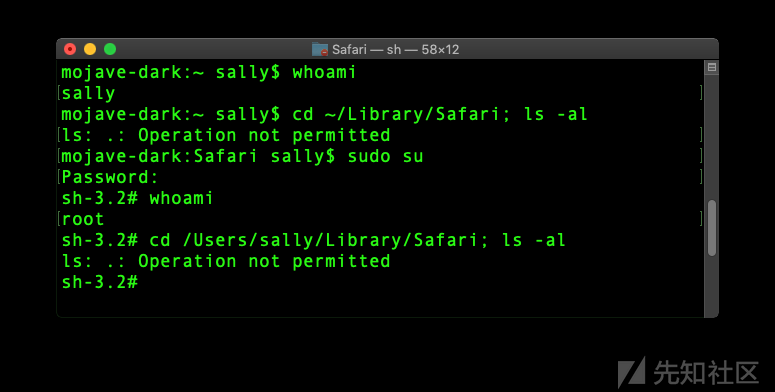 Safari — sh — 58×12
mojave-dark:~ sally$ whoami
[sally ]
mojave-dark:~ sally$ cd ~/Library/Safari; ls -al
[ls: .: Operation not permitted ]
[mojave-dark:Safari sally$ sudo su ]
[Password: ]
sh-3.2# whoami
[root ]
sh-3.2# cd /Users/sally/Library/Safari; ls -al
ls: .: Operation not permitted
sh-3.2#
先知社区